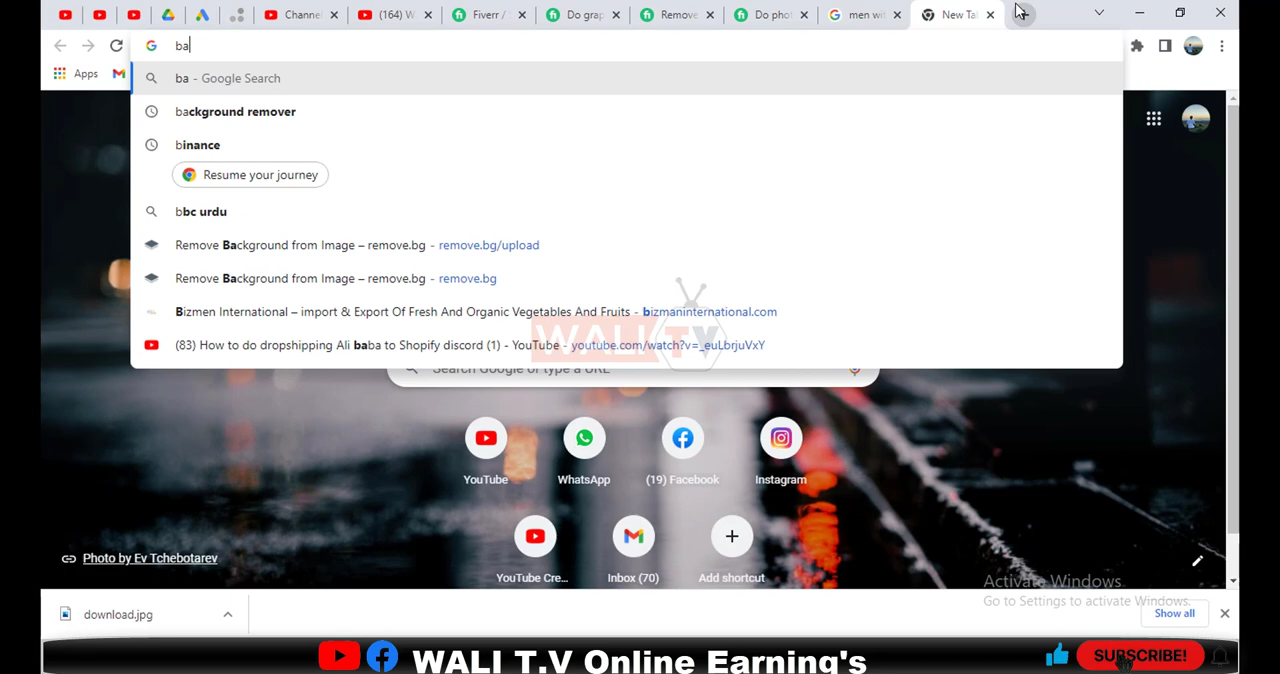 Channel
(164) W
Fiverr /
Do grap
Remove
Do phot
men wit
New Ta
ba
Apps
ba - Google Search
background remover
binance
Resume your journey
bbc urdu
Remove Background from Image – remove.bg - remove.bg/upload
Remove Background from Image – remove.bg - remove.bg
Bizmen International – import & Export Of Fresh And Organic Vegetables And Fruits - bizmaninternational.com
(83) How to do dropshipping Ali baba to Shopify discord (1) - YouTube - youtube.com/watch?v=_euLbrjuVxY
WALI TV
Search Google or type a URL
YouTube
WhatsApp
(19) Facebook
Instagram
YouTube Cre...
Inbox (70)
Add shortcut
Photo by Ev Tchebotarev
Activate Windows
Go to Settings to activate Windows.
download.jpg
Show all
WALI T.V Online Earning's
SUBSCRIBE!